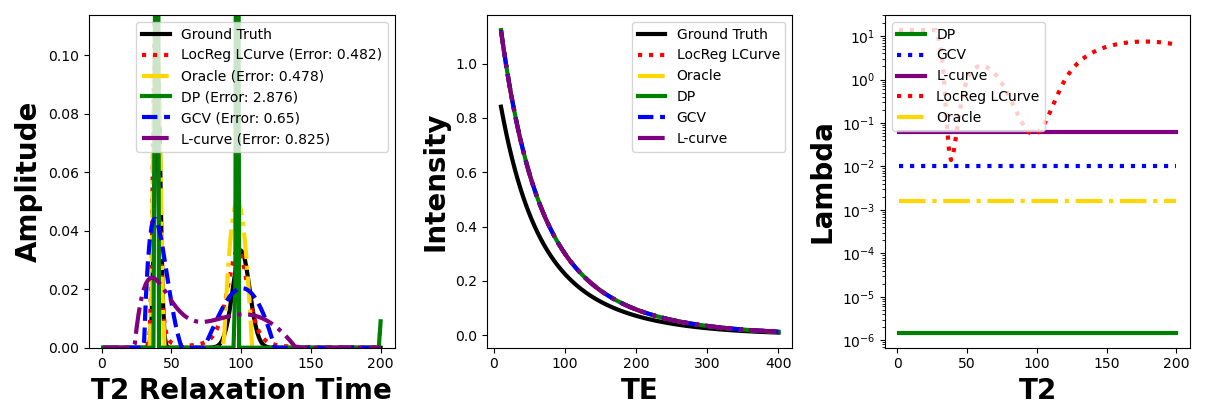 Amplitude
0.10
0.08
0.06
0.04
0.02
0.00
Ground Truth
LocReg LCurve (Error: 0.482)
Oracle (Error: 0.478)
DP (Error: 2.876)
GCV (Error: 0.65)
L-curve (Error: 0.825)
0 50 100 150 200
T2 Relaxation Time
Intensity
1.0
0.8
0.6
0.4
0.2
0.0
Ground Truth
LocReg LCurve
Oracle
DP
GCV
L-curve
0 100 200 300 400
TE
Lambda
10¹
10⁰
10⁻¹
10⁻²
10⁻³
10⁻⁴
10⁻⁵
10⁻⁶
DP
GCV
L-curve
LocReg LCurve
Oracle
0 50 100 150 200
T2